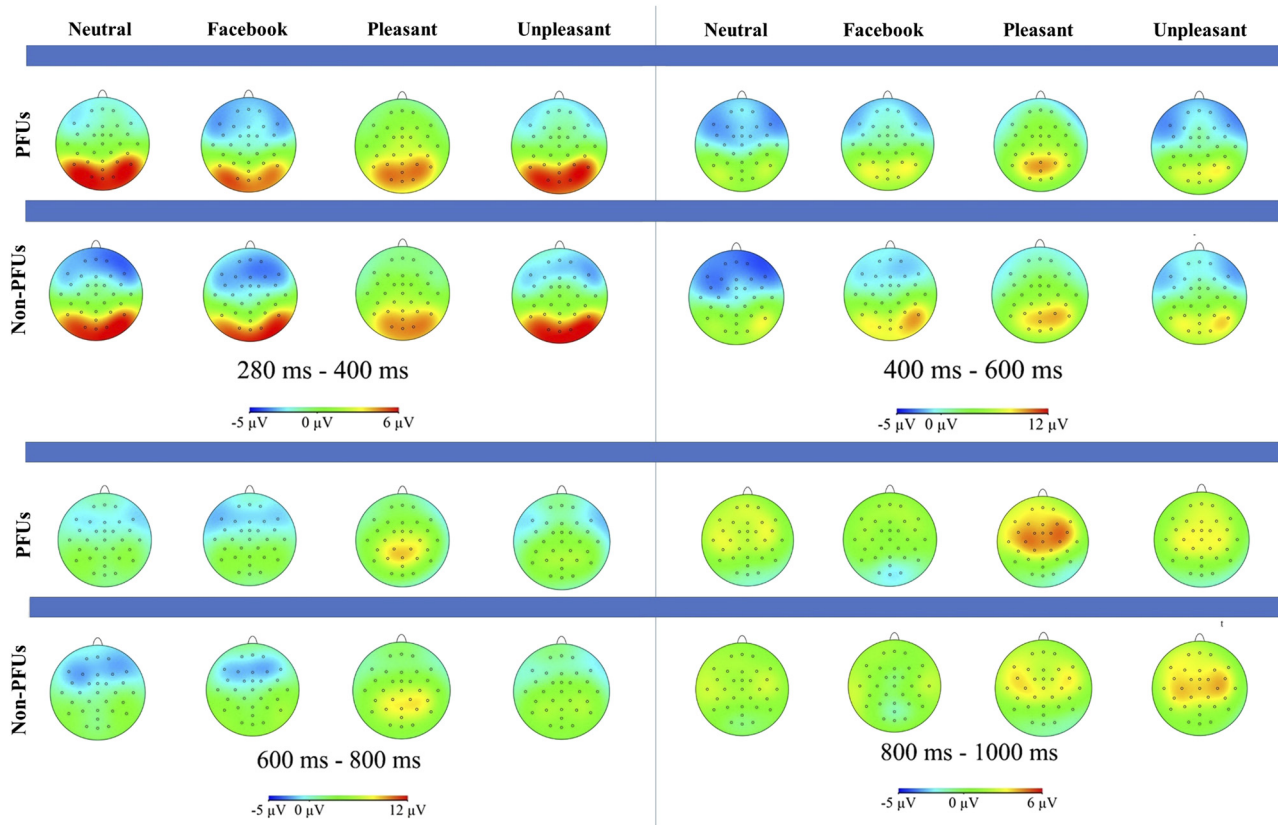 Neutral Facebook Pleasant Unpleasant Neutral Facebook Pleasant Unpleasant
PFUs
Non-PFUs
280 ms - 400 ms 400 ms - 600 ms
-5 µV 0 µV 6 µV -5 µV 0 µV 12 µV
PFUs
t
Non-PFUs
600 ms - 800 ms 800 ms - 1000 ms
-5 µV 0 µV 12 µV -5 µV 0 µV 6 µV